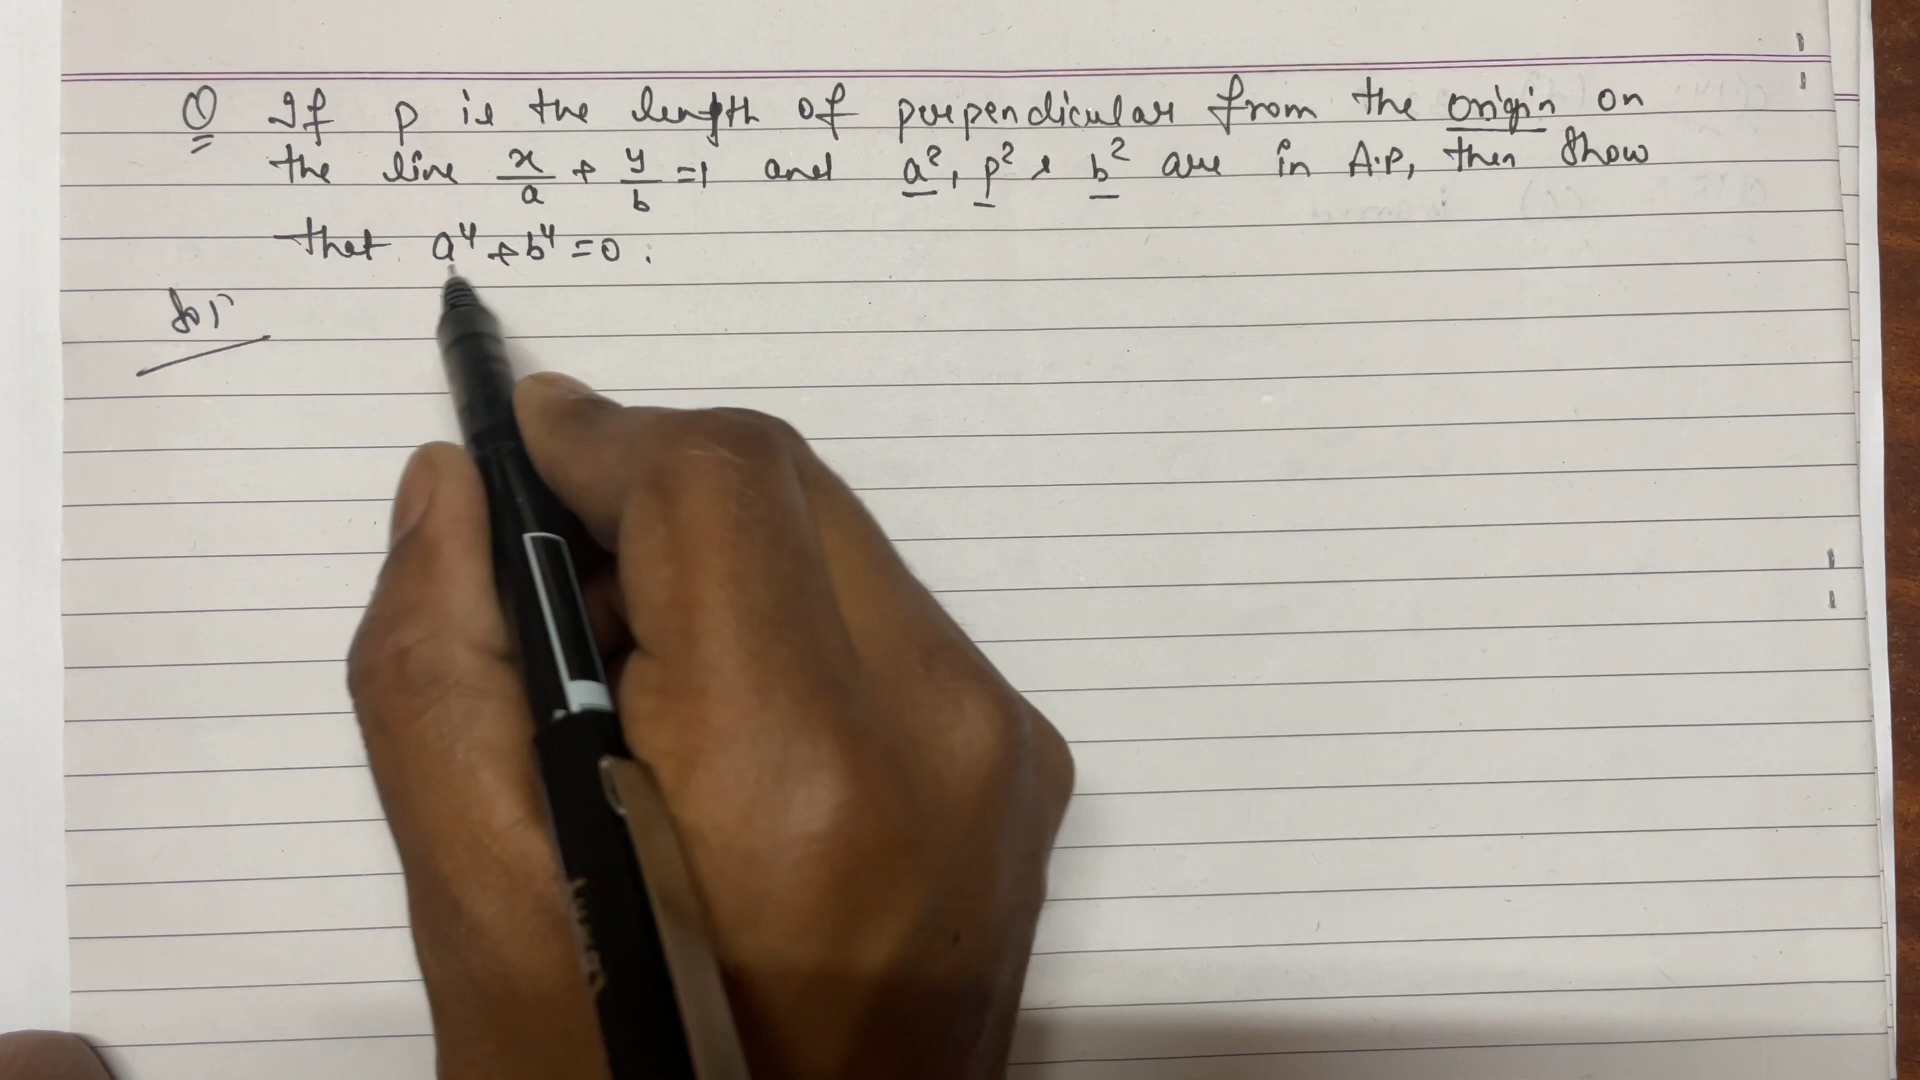 Q If p is the length of perpendicular from the origin on
the line x/a + y/b = 1 and a², p² & b² are in A.P, then show
that a⁴ + b⁴ = 0.
Solⁿ